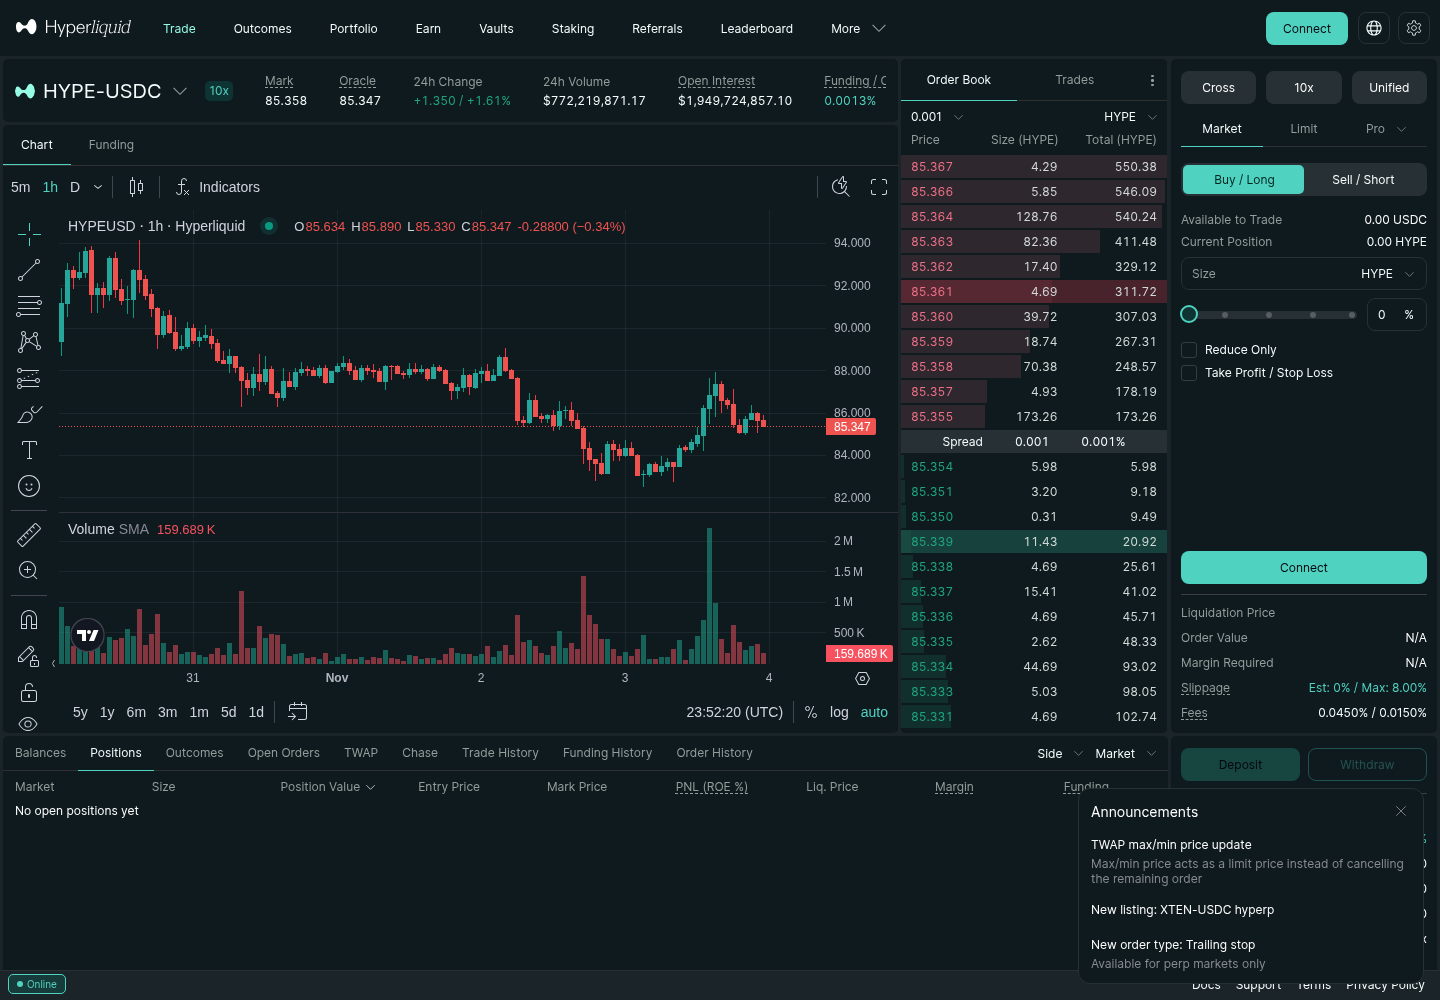 Hyperliquid Trade Outcomes Portfolio Earn Vaults Staking Referrals Leaderboard More Connect
HYPE-USDC 10x
Mark Oracle 24h Change 24h Volume Open Interest Funding / C
85.358 85.347 +1.350 / +1.61% $772,219,871.17 $1,949,724,857.10 0.0013%
Chart Funding
5m 1h D Indicators
HYPEUSD · 1h · Hyperliquid O85.634 H85.890 L85.330 C85.347 -0.28800 (−0.34%)
94.000
92.000
90.000
88.000
86.000
85.347
84.000
82.000
Volume SMA 159.689 K
2 M
1.5 M
1 M
500 K
159.689 K
31 Nov 2 3 4
5y 1y 6m 3m 1m 5d 1d 23:52:20 (UTC) % log auto
Order Book Trades
0.001 HYPE
Price Size (HYPE) Total (HYPE)
85.367 4.29 550.38
85.366 5.85 546.09
85.364 128.76 540.24
85.363 82.36 411.48
85.362 17.40 329.12
85.361 4.69 311.72
85.360 39.72 307.03
85.359 18.74 267.31
85.358 70.38 248.57
85.357 4.93 178.19
85.355 173.26 173.26
Spread 0.001 0.001%
85.354 5.98 5.98
85.351 3.20 9.18
85.350 0.31 9.49
85.339 11.43 20.92
85.338 4.69 25.61
85.337 15.41 41.02
85.336 4.69 45.71
85.335 2.62 48.33
85.334 44.69 93.02
85.333 5.03 98.05
85.331 4.69 102.74
Cross 10x Unified
Market Limit Pro
Buy / Long Sell / Short
Available to Trade 0.00 USDC
Current Position 0.00 HYPE
Size HYPE
0 %
Reduce Only
Take Profit / Stop Loss
Connect
Liquidation Price
Order Value N/A
Margin Required N/A
Slippage Est: 0% / Max: 8.00%
Fees 0.0450% / 0.0150%
Balances Positions Outcomes Open Orders TWAP Chase Trade History Funding History Order History Side Market
Market Size Position Value Entry Price Mark Price PNL (ROE %) Liq. Price Margin Funding
No open positions yet
Deposit Withdraw
Announcements
TWAP max/min price update
Max/min price acts as a limit price instead of cancelling
the remaining order
New listing: XTEN-USDC hyperp
New order type: Trailing stop
Available for perp markets only
Online Docs Support Terms Privacy Policy